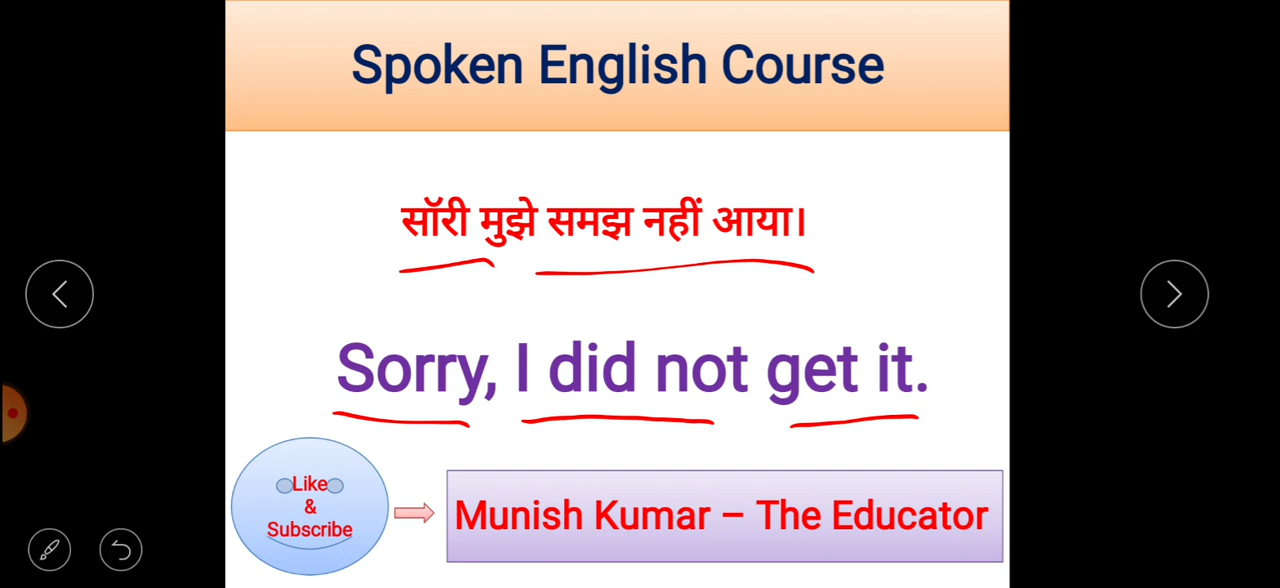 Spoken English Course
सॉरी मुझे समझ नहीं आया।
Sorry, I did not get it.
Like
&
Subscribe
Munish Kumar – The Educator